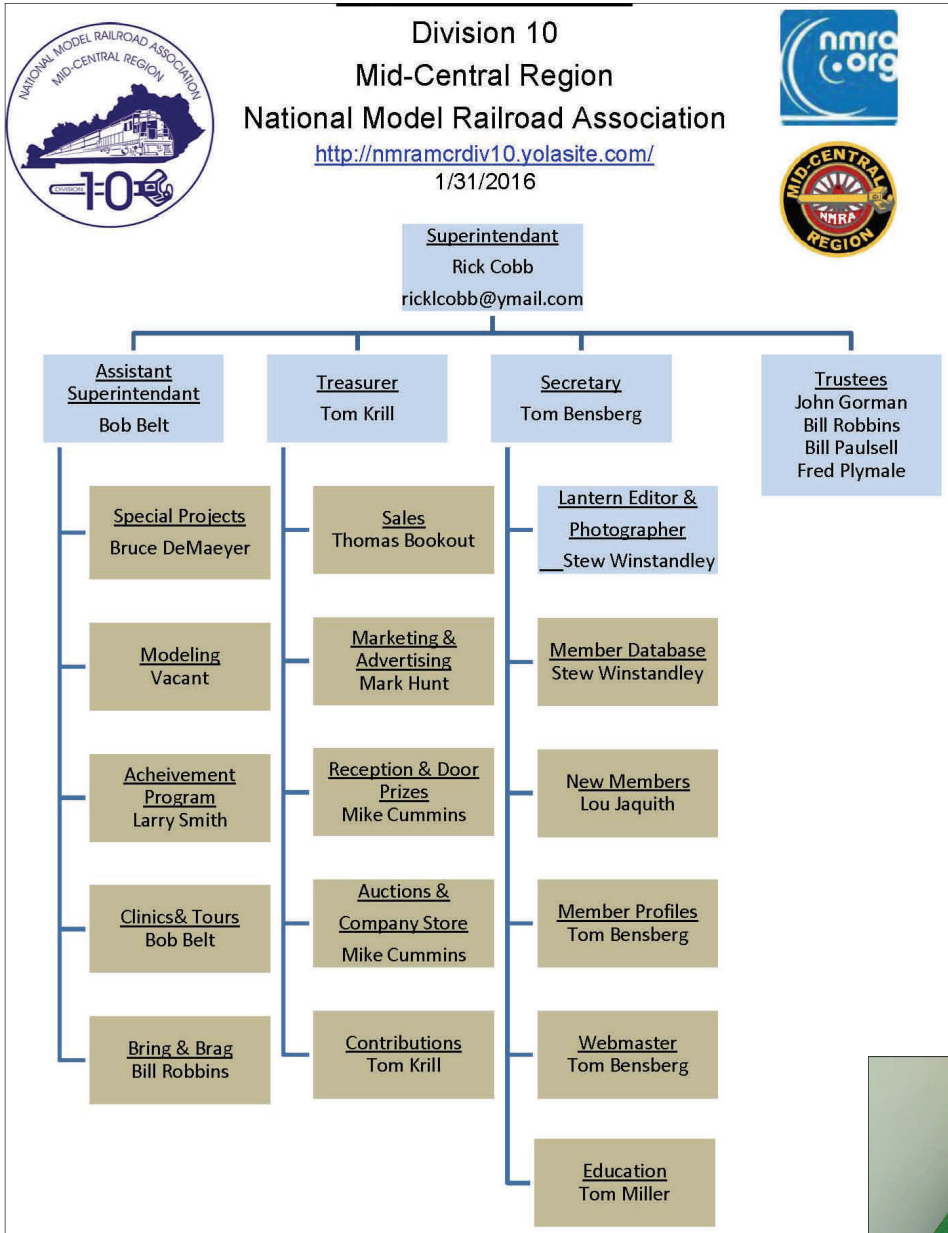 NATIONAL MODEL RAILROAD ASSOCIATION
MID-CENTRAL REGION
DIVISION
10
Division 10
Mid-Central Region
National Model Railroad Association
http://nmramcrdiv10.yolasite.com/
1/31/2016
nmra
.org
MID-CENTRAL
NMRA
REGION
Superintendant
Rick Cobb
ricklcobb@ymail.com
Assistant
Superintendant
Bob Belt
Treasurer
Tom Krill
Secretary
Tom Bensberg
Trustees
John Gorman
Bill Robbins
Bill Paulsell
Fred Plymale
Special Projects
Bruce DeMaeyer
Modeling
Vacant
Acheivement
Program
Larry Smith
Clinics& Tours
Bob Belt
Bring & Brag
Bill Robbins
Sales
Thomas Bookout
Marketing &
Advertising
Mark Hunt
Reception & Door
Prizes
Mike Cummins
Auctions &
Company Store
Mike Cummins
Contributions
Tom Krill
Lantern Editor &
Photographer
__Stew Winstandley
Member Database
Stew Winstandley
New Members
Lou Jaquith
Member Profiles
Tom Bensberg
Webmaster
Tom Bensberg
Education
Tom Miller